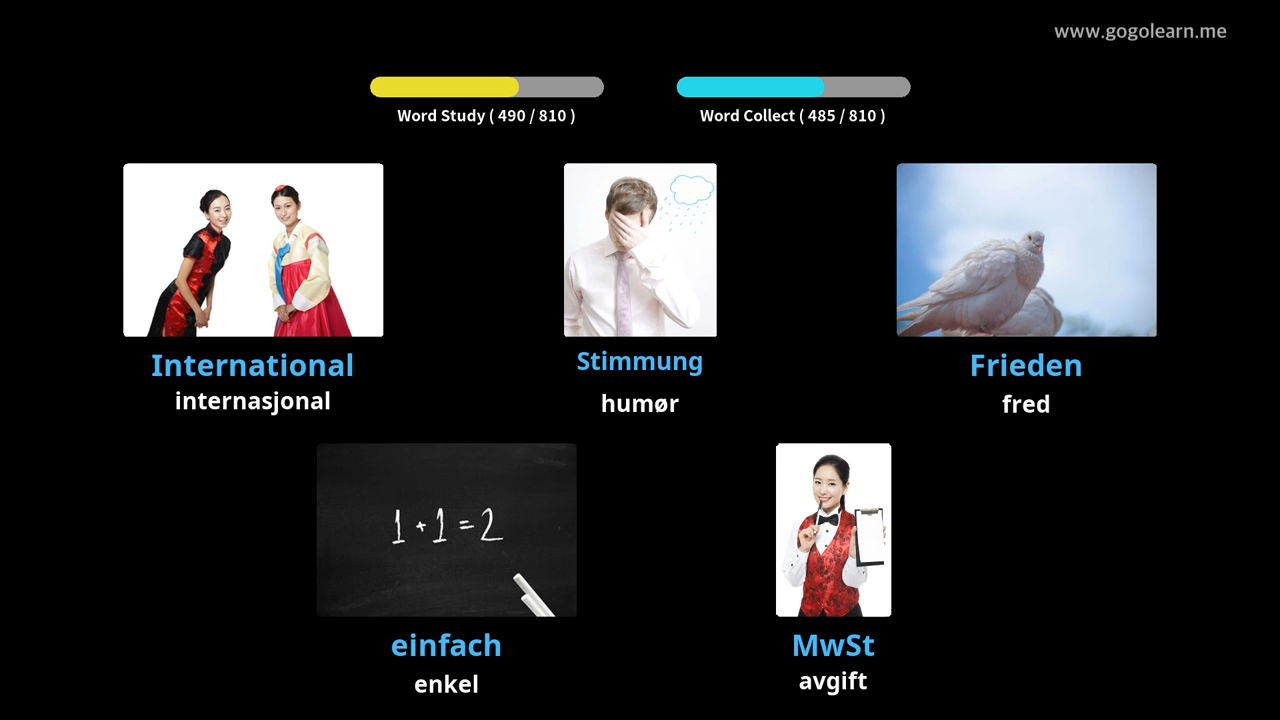 www.gogolearn.me
Word Study ( 490 / 810 )
Word Collect ( 485 / 810 )
International
internasjonal
Stimmung
humør
Frieden
fred
1 + 1 = 2
einfach
enkel
MwSt
avgift